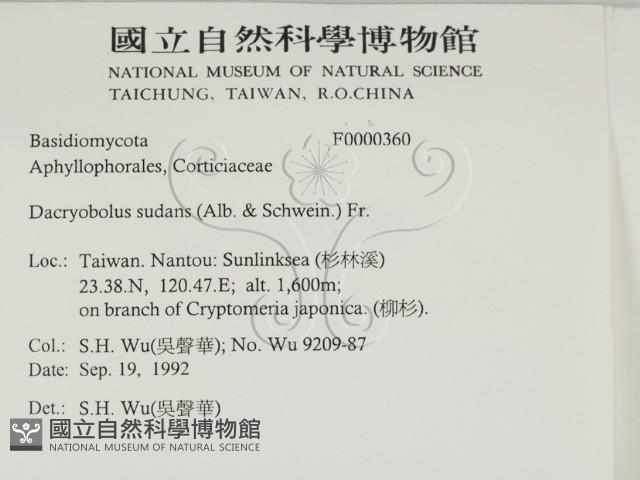 國立自然科學博物館
NATIONAL MUSEUM OF NATURAL SCIENCE
TAICHUNG, TAIWAN, R.O.CHINA
Basidiomycota F0000360
Aphyllophorales, Corticiaceae
Dacryobolus sudans (Alb. & Schwein.) Fr.
Loc.: Taiwan. Nantou: Sunlinksea (杉林溪)
23.38.N, 120.47.E; alt. 1,600m;
on branch of Cryptomeria japonica. (柳杉).
Col.: S.H. Wu(吳聲華); No. Wu 9209-87
Date: Sep. 19, 1992
Det.: S.H. Wu(吳聲華)
國立自然科學博物館
NATIONAL MUSEUM OF NATURAL SCIENCE